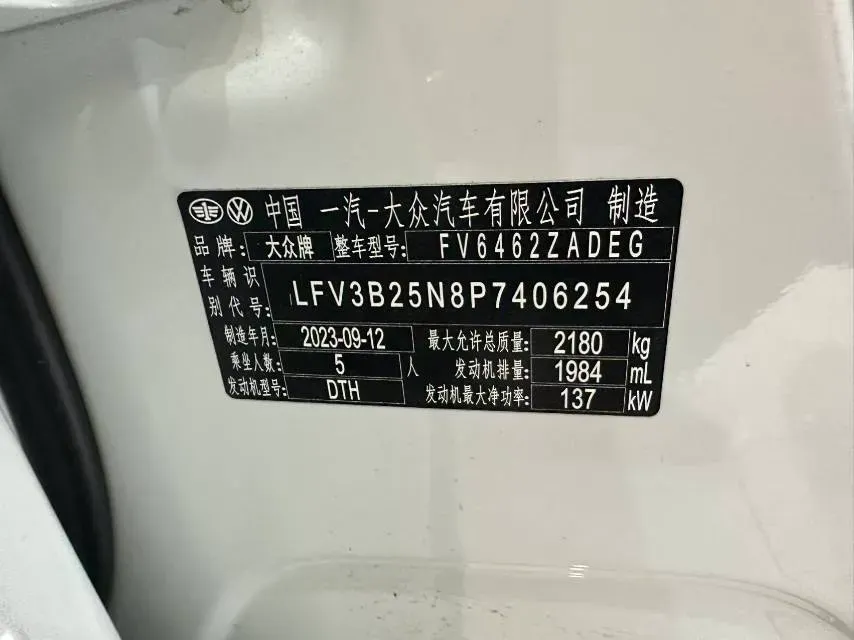 中国 一汽-大众汽车有限公司 制造
品牌: 大众牌 整车型号: FV6462ZADEG
车辆识别代号: LFV3B25N8P7406254
制造年月: 2023-09-12 最大允许总质量: 2180 kg
乘坐人数: 5 人 发动机排量: 1984 mL
发动机型号: DTH 发动机最大净功率: 137 kW